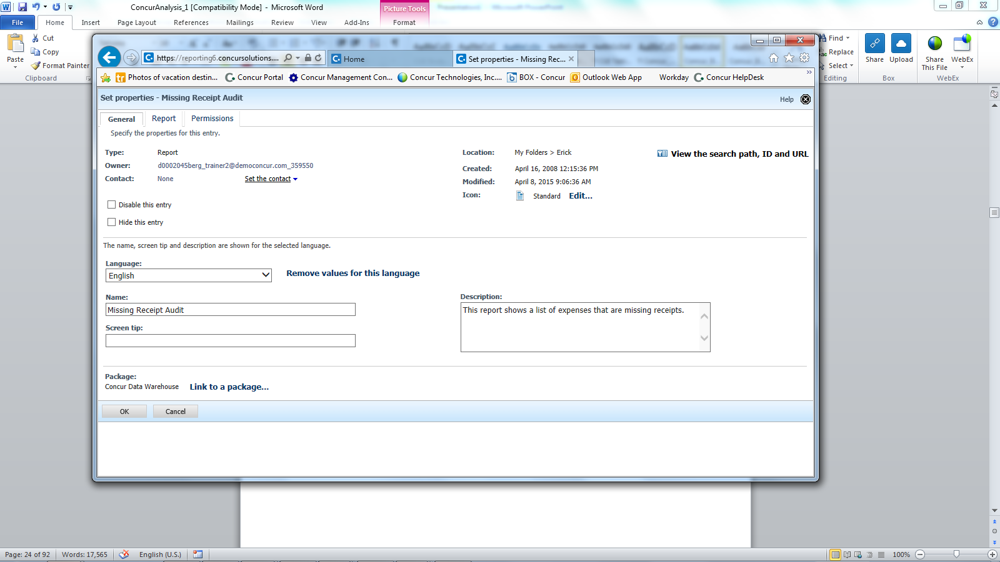 ConcurAnalysis_1 [Compatibility Mode] - Microsoft Word
Picture Tools
File Home Insert Page Layout References Mailings Review View Add-Ins Format
Paste
Cut
Copy
Format Painter
Clipboard
Find
Replace
Select
Editing
Share
Upload
Box
Share
This File
WebEx
WebEx
https://reporting6.concursolutions....
Home
Set properties - Missing Rec...
Photos of vacation destin...
Concur Portal
Concur Management Con...
Concur Technologies, Inc....
BOX - Concur
Outlook Web App
Workday
Concur HelpDesk
Set properties - Missing Receipt Audit
Help
General Report Permissions
Specify the properties for this entry.
Type: Report
Owner: d0002045berg_trainer2@democoncur.com_359550
Contact: None Set the contact
Location: My Folders > Erick
Created: April 16, 2008 12:15:36 PM
Modified: April 8, 2015 9:06:36 AM
Icon: Standard Edit...
View the search path, ID and URL
Disable this entry
Hide this entry
The name, screen tip and description are shown for the selected language.
Language:
English
Remove values for this language
Name:
Missing Receipt Audit
Screen tip:
Description:
This report shows a list of expenses that are missing receipts.
Package:
Concur Data Warehouse Link to a package...
OK Cancel
Page: 24 of 92 Words: 17,565 English (U.S.) 100%